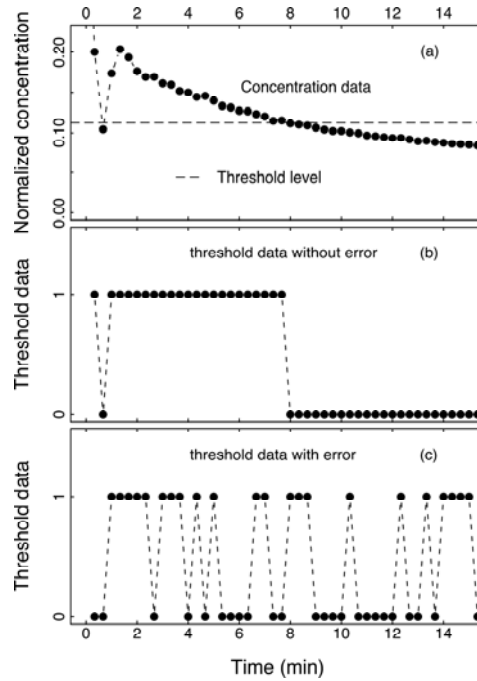 0 2 4 6 8 10 12 14
Normalized concentration
0.20
0.10
0.00
(a)
Concentration data
Threshold level
Threshold data
1
0
threshold data without error
(b)
Threshold data
1
0
threshold data with error
(c)
0 2 4 6 8 10 12 14
Time (min)